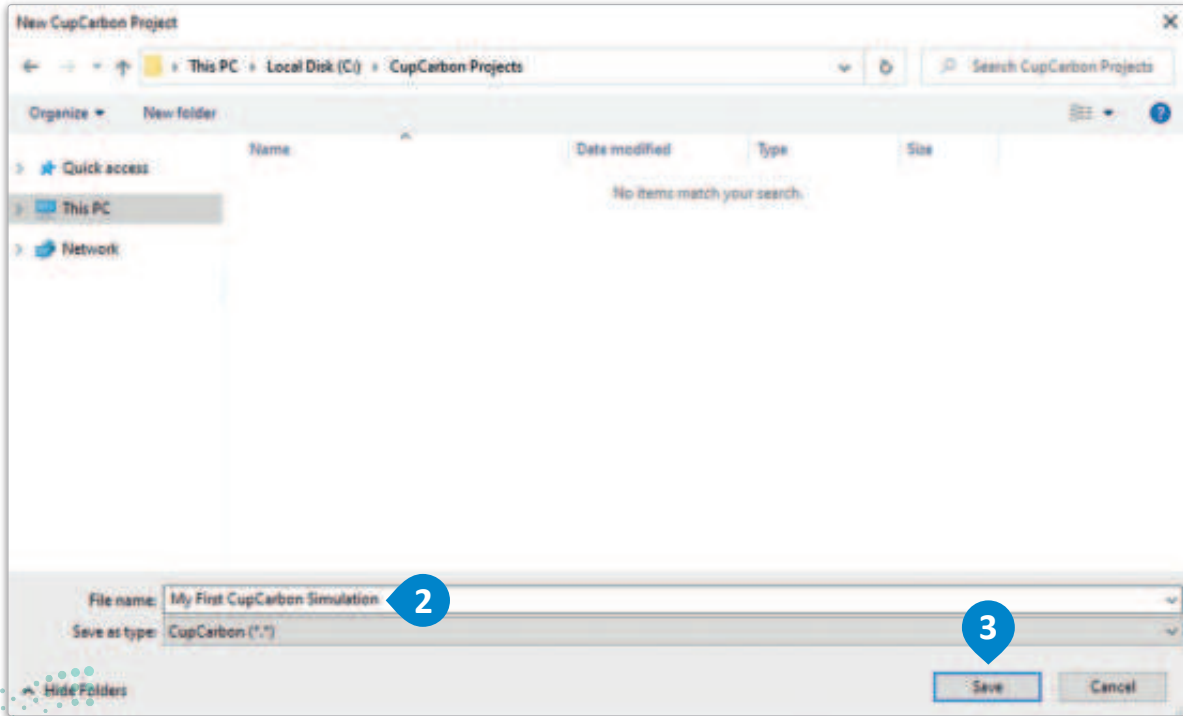 New CupCarbon Project
This PC › Local Disk (C:) › CupCarbon Projects
Search CupCarbon Projects
Organize
New folder
Name
Date modified
Type
Size
Quick access
No items match your search.
This PC
Network
File name: My First CupCarbon Simulation
2
Save as type: CupCarbon (*.*)
3
Hide Folders
Save
Cancel